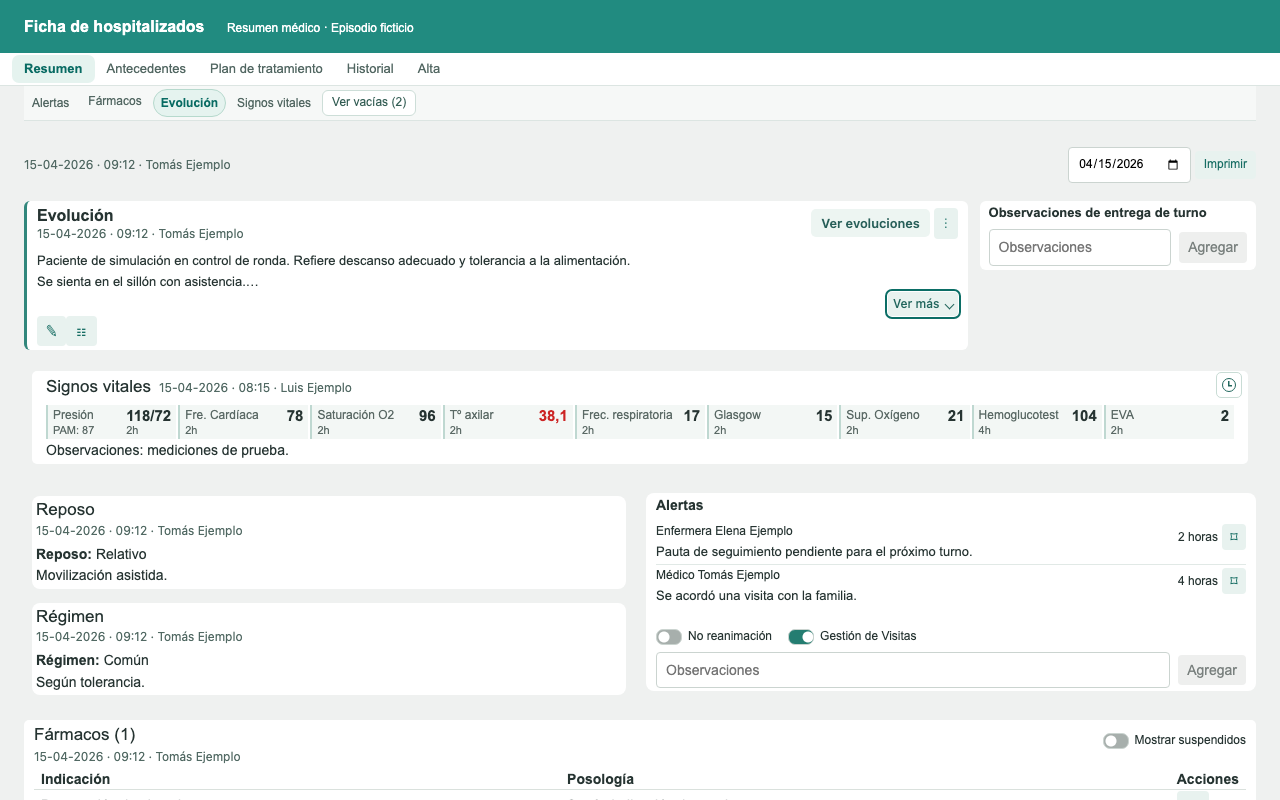 Ficha de hospitalizados
Resumen médico · Episodio ficticio
Resumen
Antecedentes
Plan de tratamiento
Historial
Alta
Alertas
Fármacos
Evolución
Signos vitales
Ver vacías (2)
15-04-2026 · 09:12 · Tomás Ejemplo
04/15/2026
Imprimir
Evolución
15-04-2026 · 09:12 · Tomás Ejemplo
Ver evoluciones
Paciente de simulación en control de ronda. Refiere descanso adecuado y tolerancia a la alimentación.
Se sienta en el sillón con asistencia.…
Ver más
Observaciones de entrega de turno
Observaciones
Agregar
Signos vitales 15-04-2026 · 08:15 · Luis Ejemplo
Presión 118/72
PAM: 87 2h
Fre. Cardíaca 78
2h
Saturación O2 96
2h
Tº axilar 38,1
2h
Frec. respiratoria 17
2h
Glasgow 15
2h
Sup. Oxígeno 21
2h
Hemoglucotest 104
4h
EVA 2
2h
Observaciones: mediciones de prueba.
Reposo
15-04-2026 · 09:12 · Tomás Ejemplo
Reposo: Relativo
Movilización asistida.
Régimen
15-04-2026 · 09:12 · Tomás Ejemplo
Régimen: Común
Según tolerancia.
Alertas
Enfermera Elena Ejemplo
Pauta de seguimiento pendiente para el próximo turno.
2 horas
Médico Tomás Ejemplo
Se acordó una visita con la familia.
4 horas
No reanimación
Gestión de Visitas
Observaciones
Agregar
Fármacos (1)
15-04-2026 · 09:12 · Tomás Ejemplo
Mostrar suspendidos
Indicación
Posología
Acciones